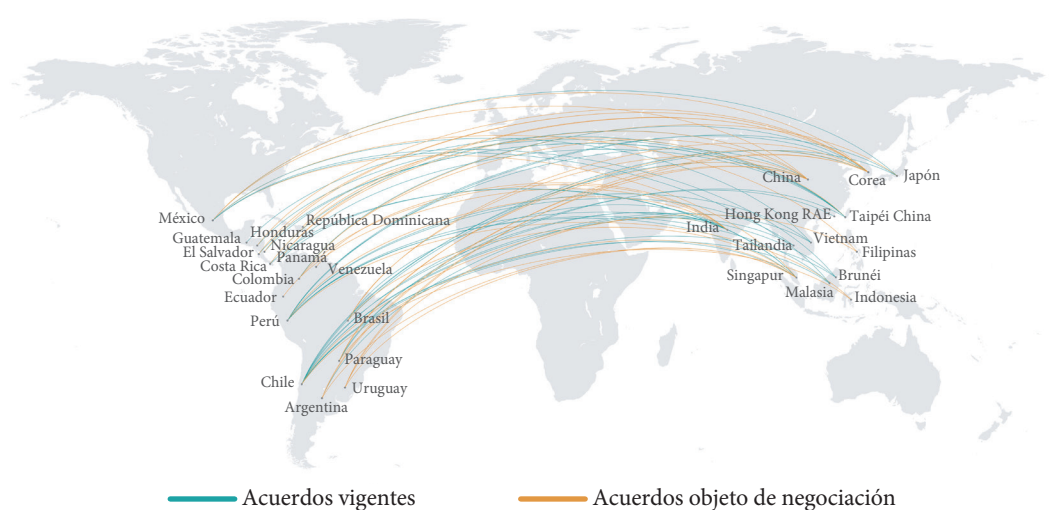 China
Corea
Japón
México
República Dominicana
Hong Kong RAE
Taipéi China
Guatemala
Honduras
India
El Salvador
Nicaragua
Tailandia
Vietnam
Costa Rica
Panamá
Filipinas
Colombia
Venezuela
Singapur
Brunéi
Ecuador
Malasia
Indonesia
Perú
Brasil
Paraguay
Chile
Uruguay
Argentina
Acuerdos vigentes
Acuerdos objeto de negociación